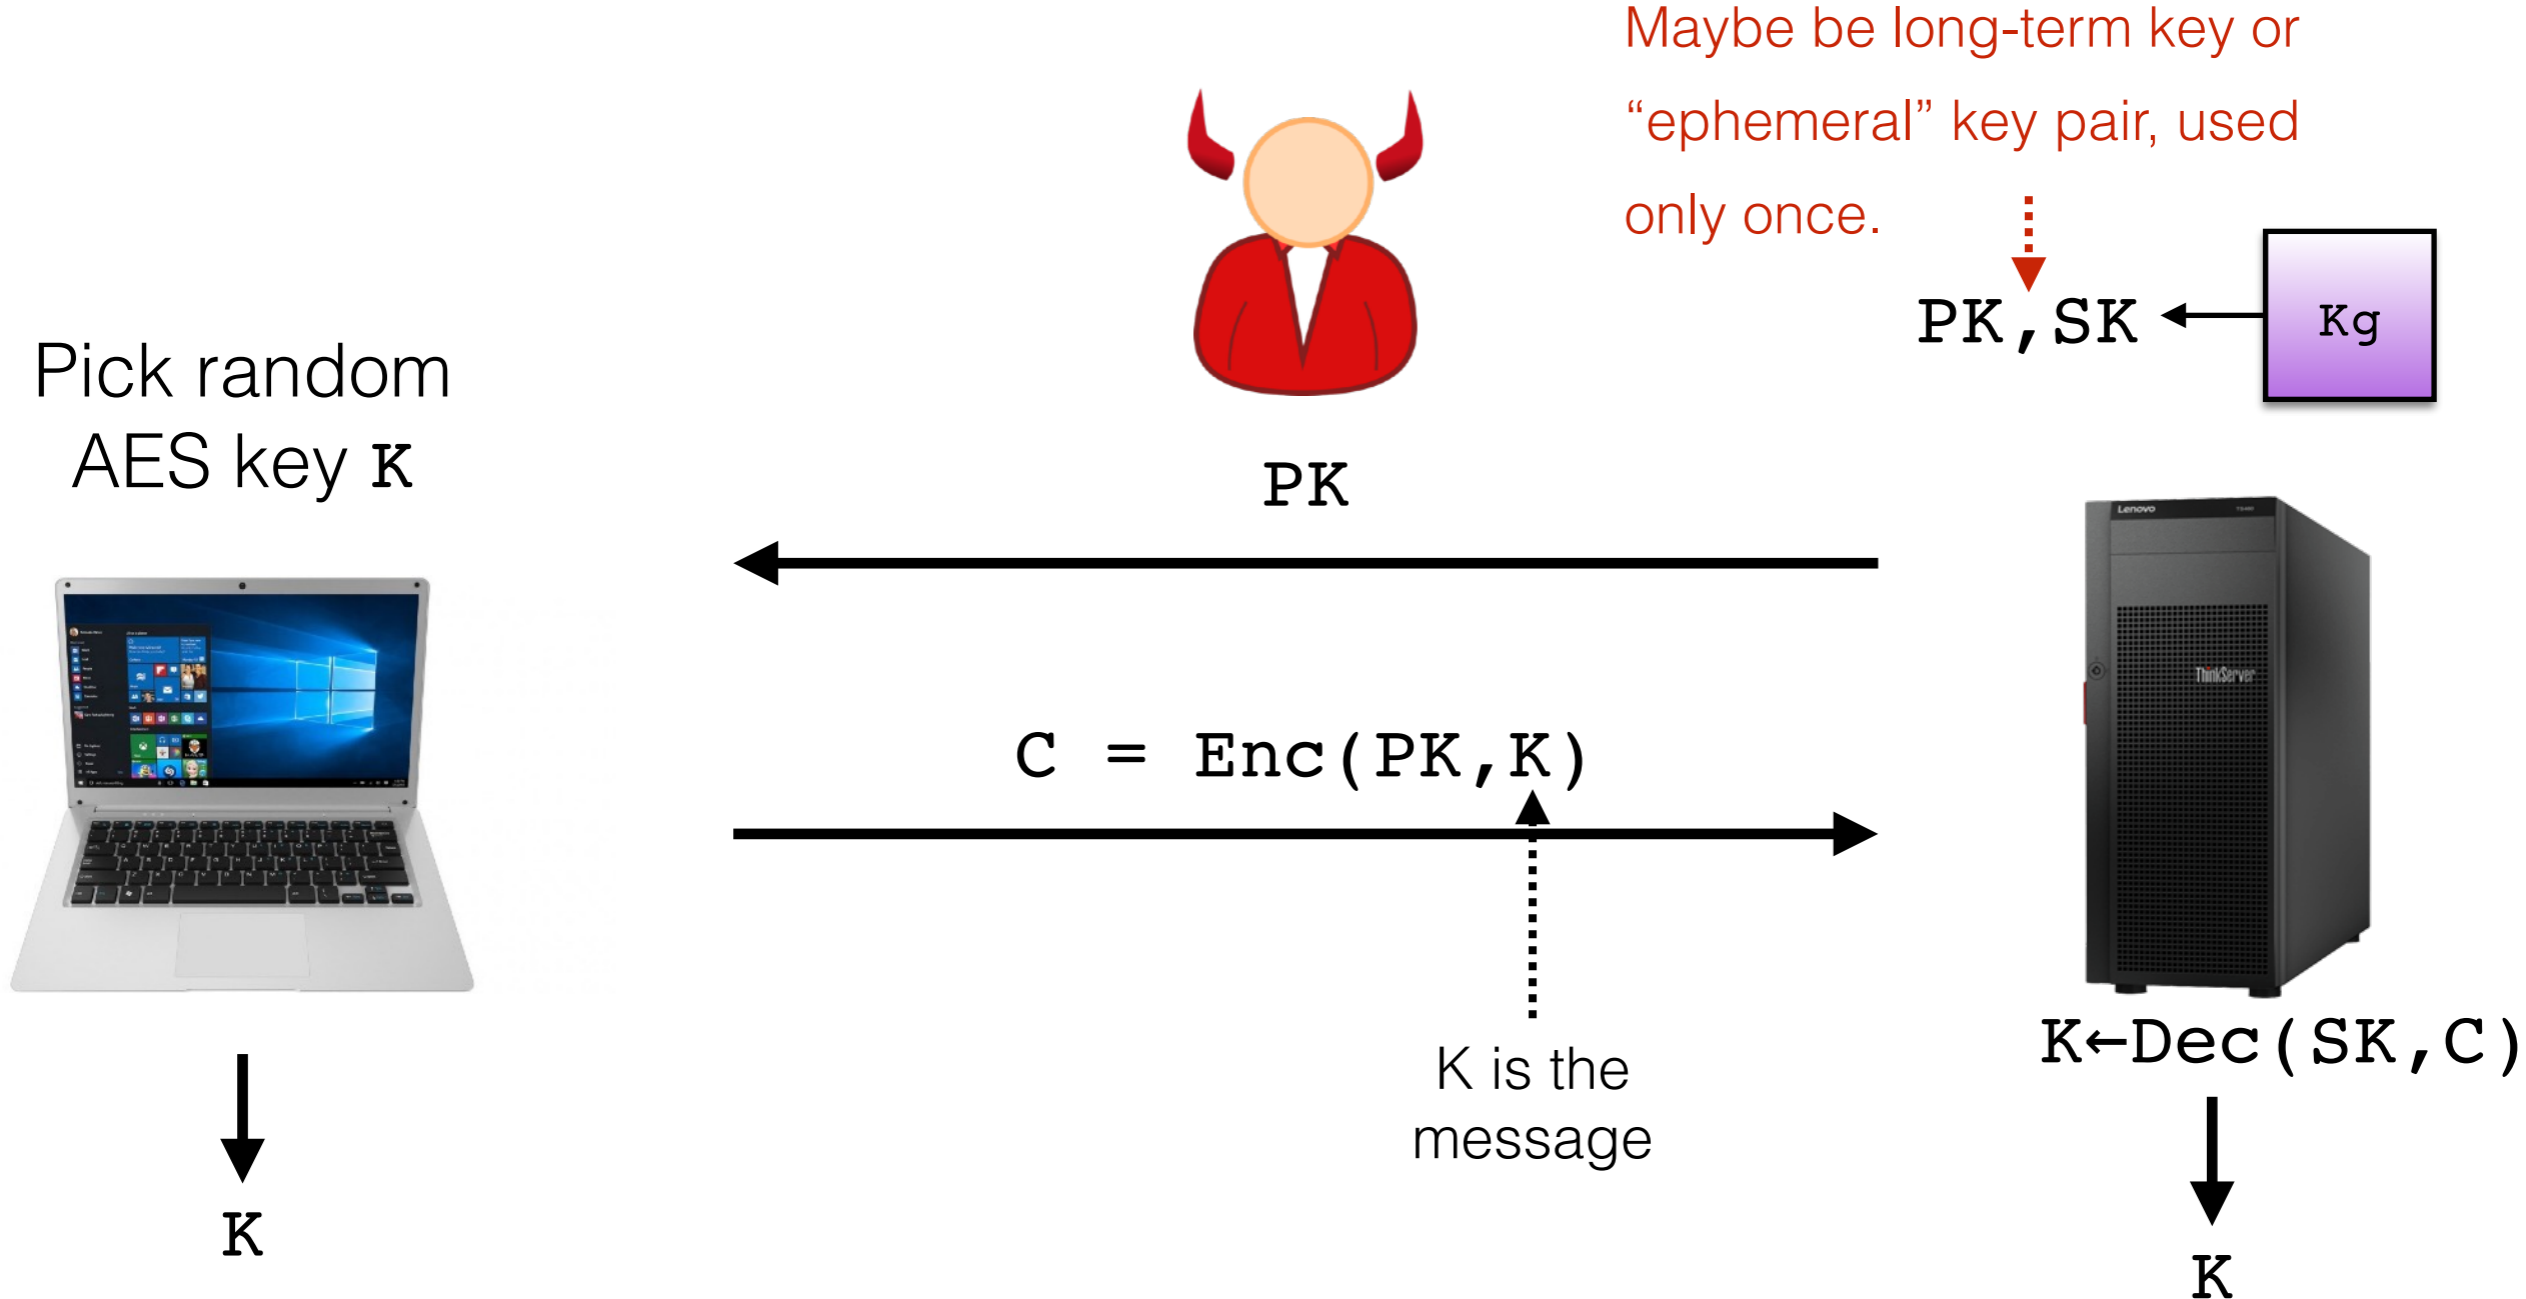 Maybe be long-term key or
“ephemeral” key pair, used
only once.
PK,SK
Kg
Pick random
AES key K
PK
Lenovo
ThinkServer
C = Enc(PK,K)
K is the
message
K←Dec(SK,C)
K
K